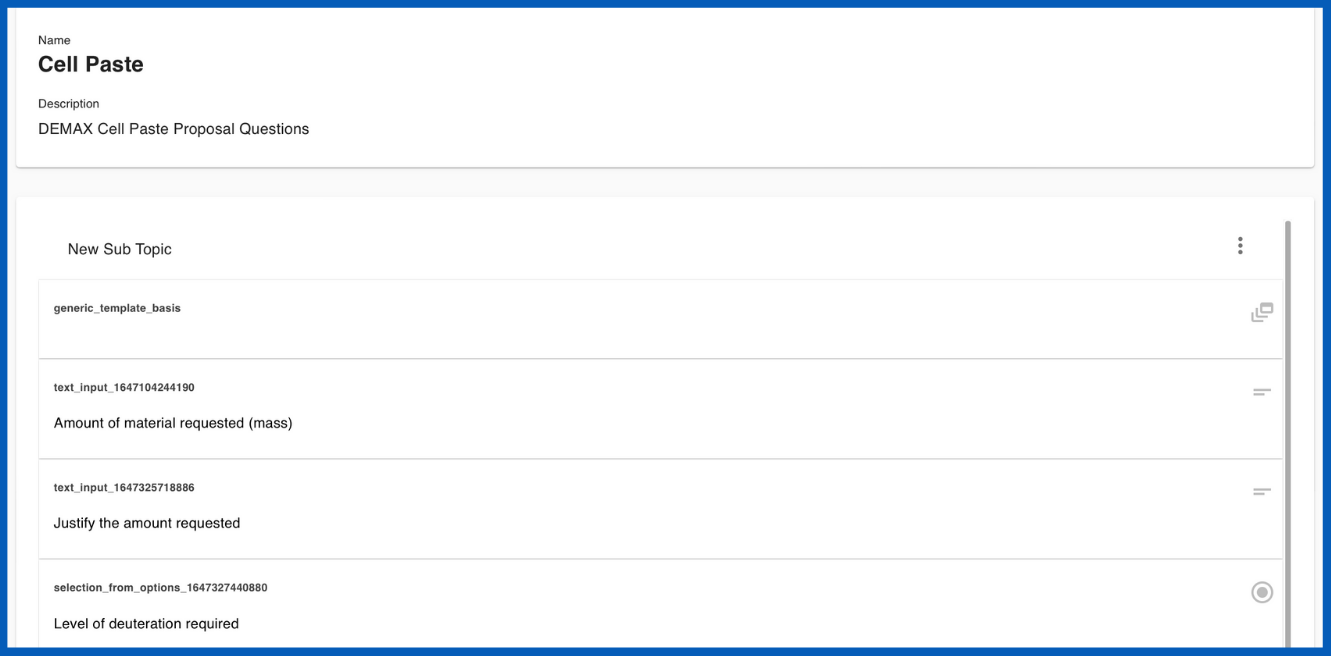 Name
Cell Paste
Description
DEMAX Cell Paste Proposal Questions
New Sub Topic
generic_template_basis
text_input_1647104244190
Amount of material requested (mass)
text_input_1647325718886
Justify the amount requested
selection_from_options_1647327440880
Level of deuteration required